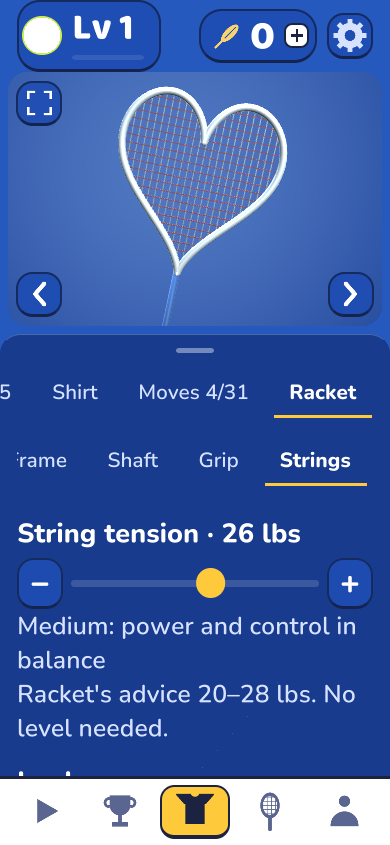 Lv 1
0
5 Shirt Moves 4/31 Racket
Frame Shaft Grip Strings
String tension · 26 lbs
Medium: power and control in
balance
Racket's advice 20–28 lbs. No
level needed.